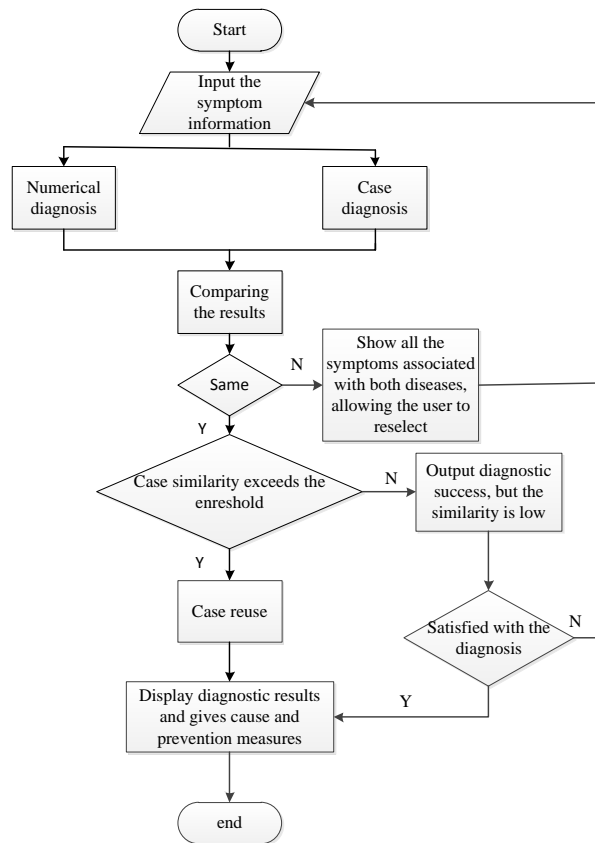 Start
Input the
symptom
information
Numerical
diagnosis
Case
diagnosis
Comparing
the results
Same
N
Show all the
symptoms associated
with both diseases,
allowing the user to
reselect
Y
Case similarity exceeds the
enreshold
N
Output diagnostic
success, but the
similarity is low
Y
Case reuse
Satisfied with the
diagnosis
N
Y
Display diagnostic results
and gives cause and
prevention measures
end